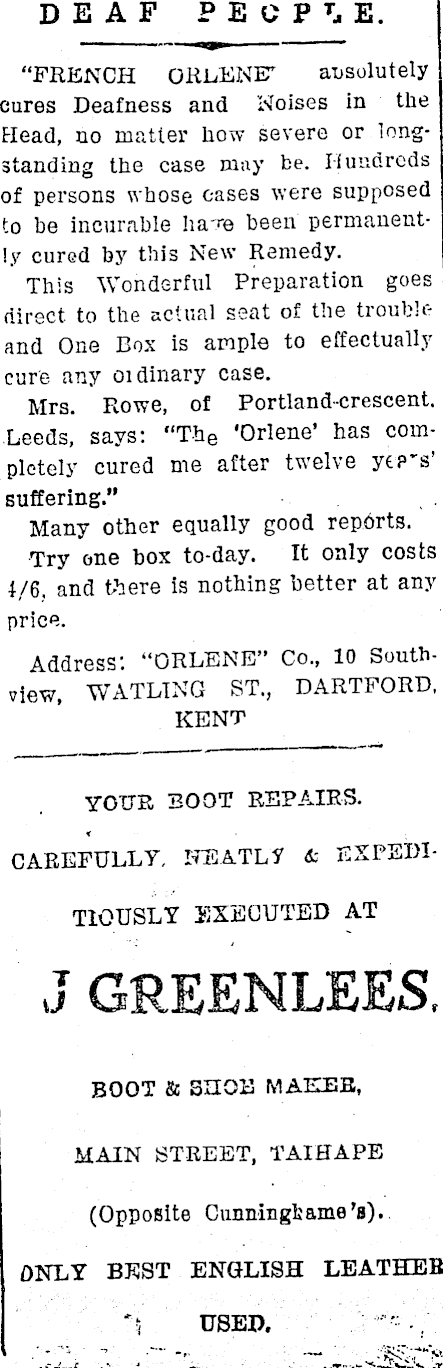 DEAF PEOPLE.
"FRENCH ORLENE" absolutely
cures Deafness and Noises in the
Head, no matter how severe or long-
standing the case may be. Hundreds
of persons whose cases were supposed
to be incurable have been permanent-
ly cured by this New Remedy.
This Wonderful Preparation goes
direct to the actual seat of the trouble
and One Box is ample to effectually
cure any ordinary case.
Mrs. Rowe, of Portland-crescent,
Leeds, says: "The 'Orlene' has com-
pletely cured me after twelve years'
suffering."
Many other equally good reports.
Try one box to-day. It only costs
4/6, and there is nothing better at any
price.
Address: "ORLENE" Co., 10 South-
view, WATLING ST., DARTFORD,
KENT
YOUR BOOT REPAIRS.
CAREFULLY, NEATLY & EXPEDI-
TIOUSLY EXECUTED AT
J GREENLEES,
BOOT & SHOE MAKER,
MAIN STREET, TAIHAPE
(Opposite Cunninghame's).
ONLY BEST ENGLISH LEATHER
USED.